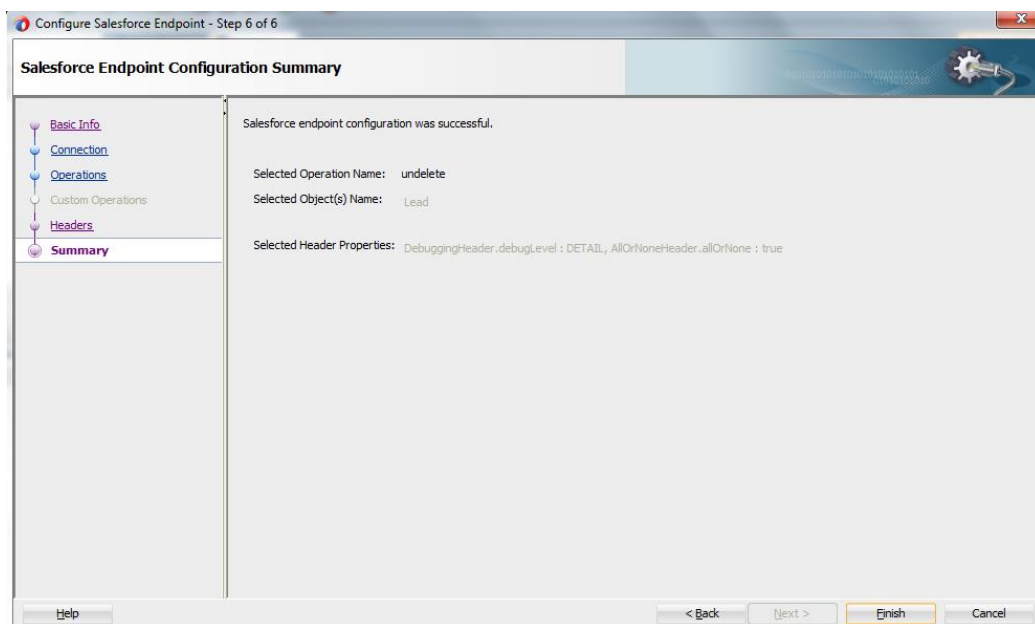 Configure Salesforce Endpoint - Step 6 of 6
X
Salesforce Endpoint Configuration Summary
Basic Info
Connection
Operations
Custom Operations
Headers
Summary
Salesforce endpoint configuration was successful.
Selected Operation Name: undelete
Selected Object(s) Name: Lead
Selected Header Properties: DebuggingHeader.debugLevel : DETAIL, AllOrNoneHeader.allOrNone : true
Help
< Back
Next >
Finish
Cancel